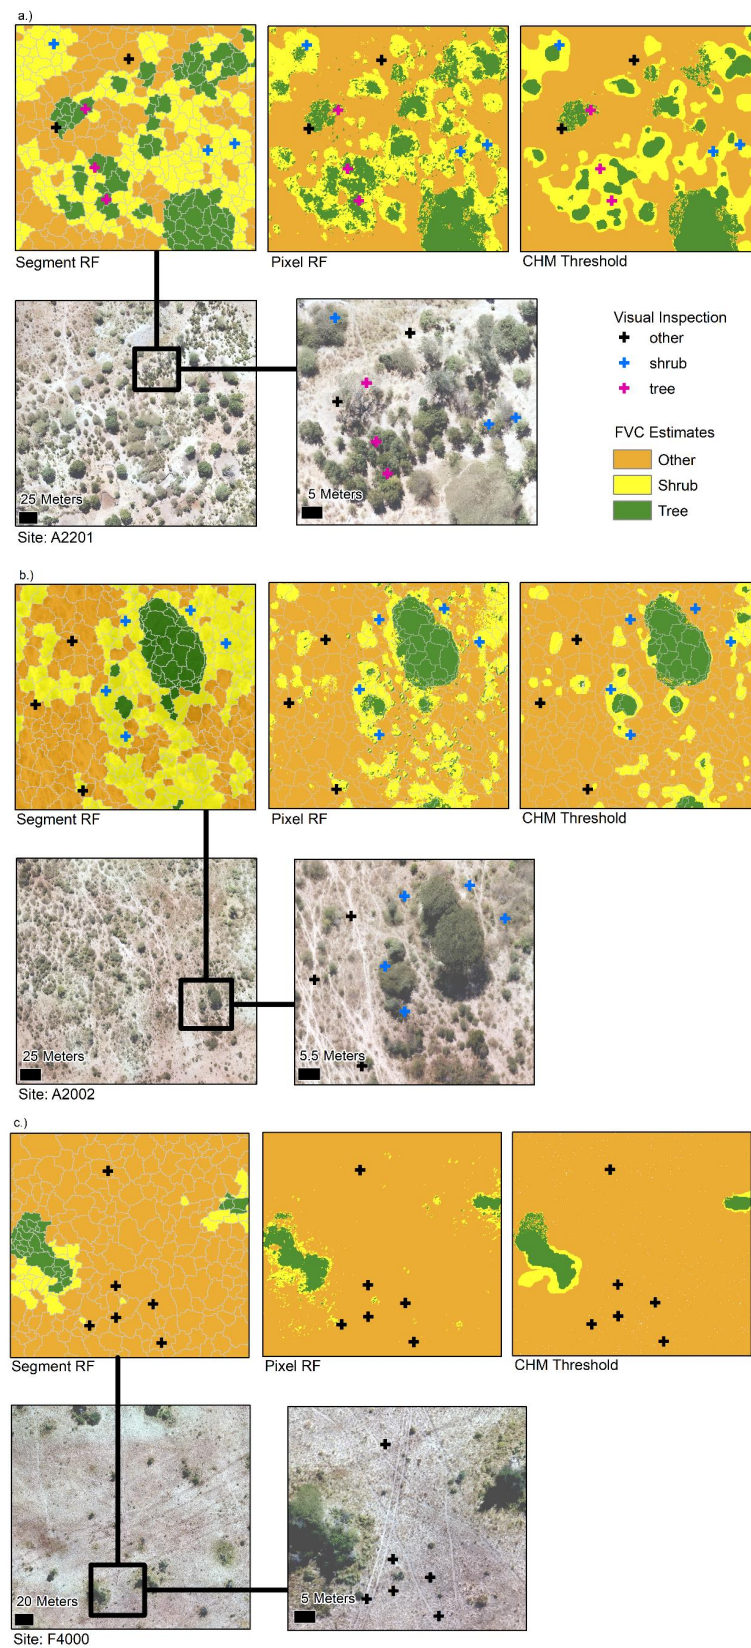 a.)
Segment RF
Pixel RF
CHM Threshold
Visual Inspection
other
shrub
tree
FVC Estimates
Other
Shrub
Tree
25 Meters
5 Meters
Site: A2201
b.)
Segment RF
Pixel RF
CHM Threshold
25 Meters
5.5 Meters
Site: A2002
c.)
Segment RF
Pixel RF
CHM Threshold
20 Meters
5 Meters
Site: F4000